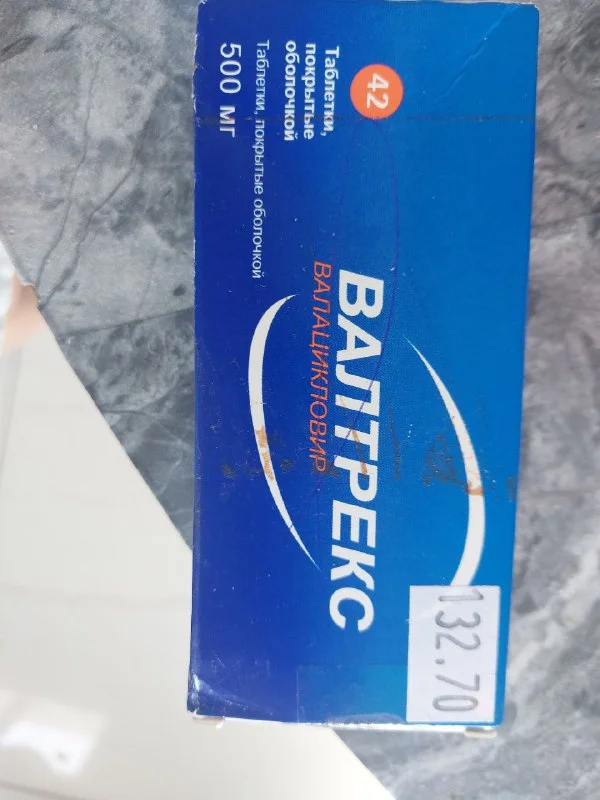 42
Таблетки,
покрытые
оболочкой
Таблетки, покрытые оболочкой
500 мг
ВАЛТРЕКС
ВАЛАЦИКЛОВИР
132.70